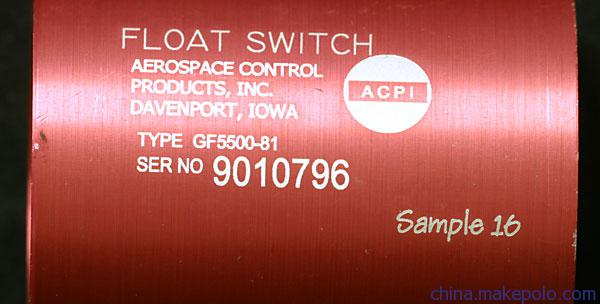 FLOAT SWITCH
AEROSPACE CONTROL
PRODUCTS, INC.
DAVENPORT, IOWA
ACPI
TYPE GF5500-81
SER NO 9010796
Sample 16
china.makepolo.com